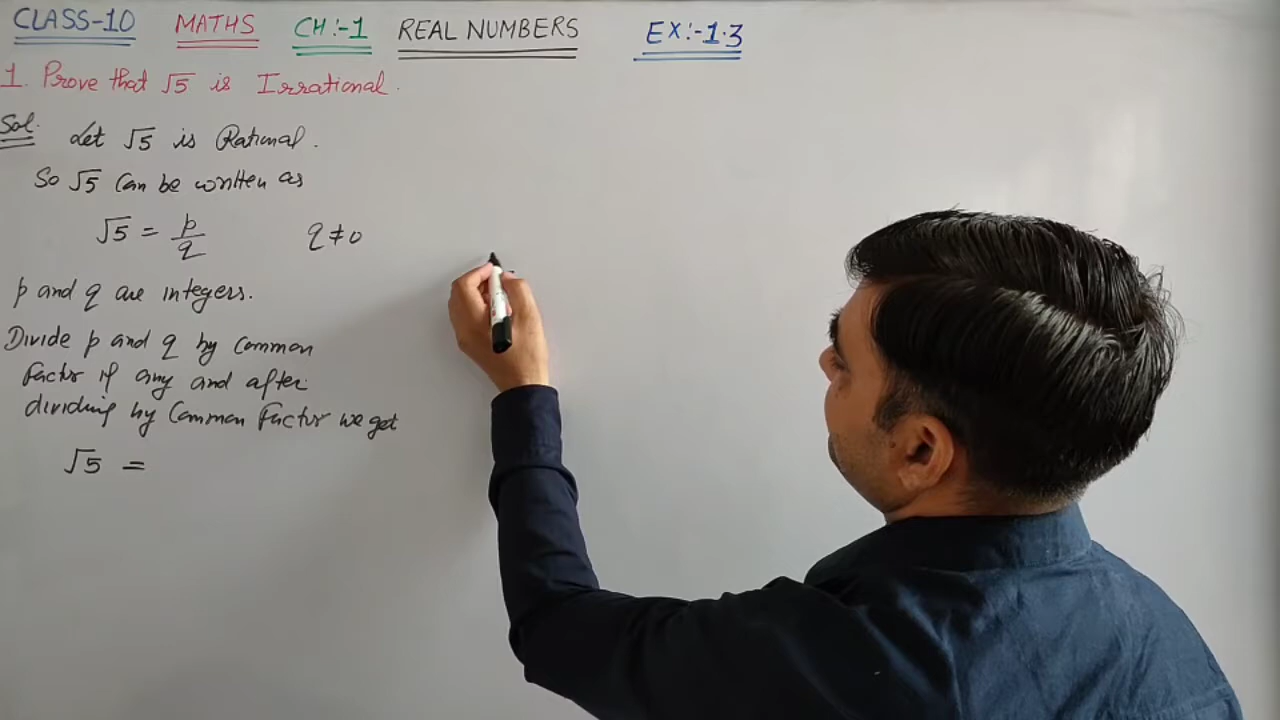 CLASS-10 MATHS CH:-1 REAL NUMBERS EX:-1.3
1. Prove that √5 is Irrational.
Sol. Let √5 is Rational.
So √5 Can be written as
√5 = p/q q ≠ 0
p and q are integers.
Divide p and q by Common
factor if any and after
dividing by Common Factor we get
√5 =